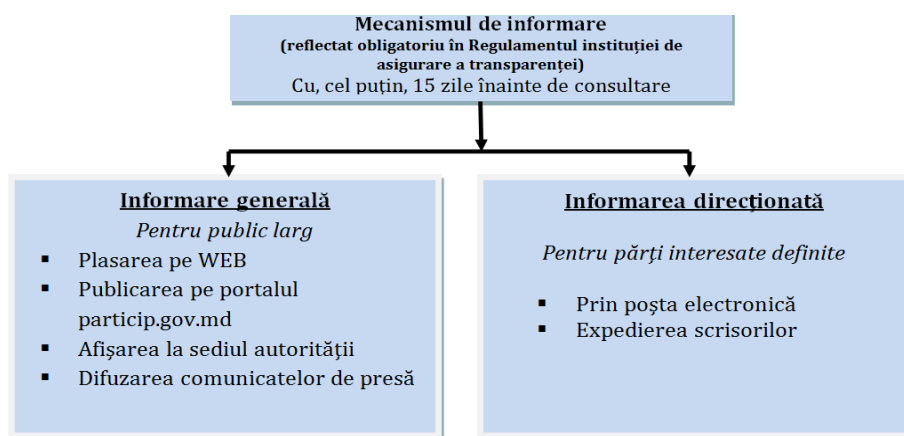 Mecanismul de informare
(reflectat obligatoriu în Regulamentul instituției de
asigurare a transparenței)
Cu, cel puțin, 15 zile înainte de consultare
Informare generală
Pentru public larg
▪ Plasarea pe WEB
▪ Publicarea pe portalul
particip.gov.md
▪ Afișarea la sediul autorității
▪ Difuzarea comunicatelor de presă
Informarea direcționată
Pentru părți interesate definite
▪ Prin poșta electronică
▪ Expedierea scrisorilor